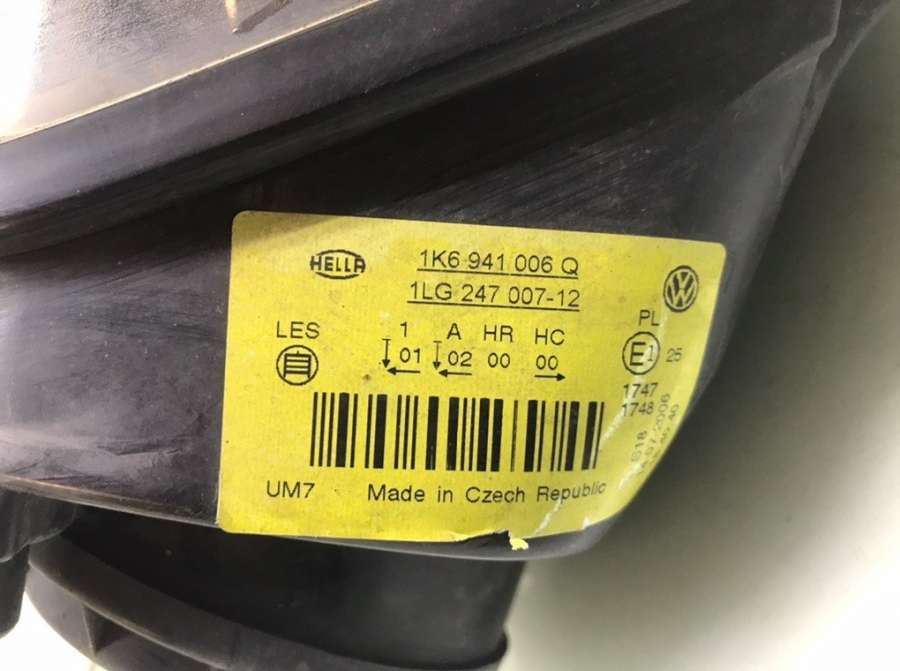 HELLA
1K6 941 006 Q
1LG 247 007-12
LES
1 A HR HC
01 02 00 00
PL
E1 25
1747
1748
UM7 Made in Czech Republic